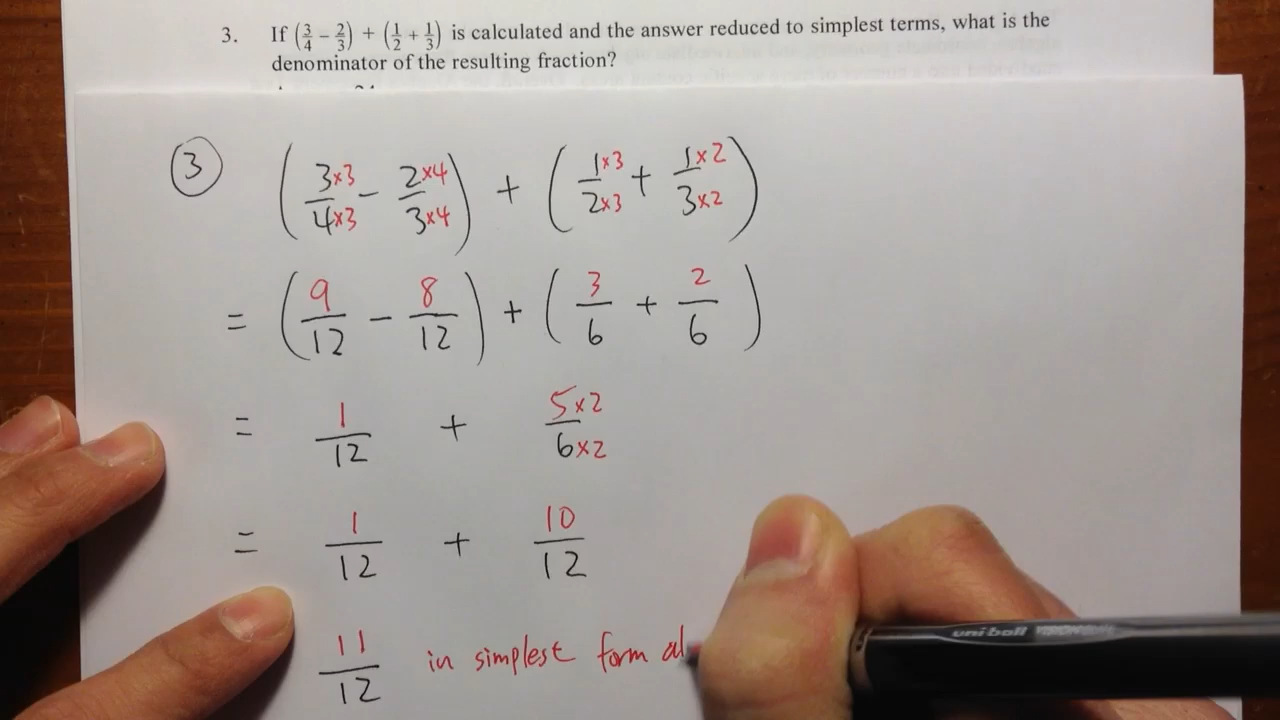 3. If (3/4 − 2/3) + (1/2 + 1/3) is calculated and the answer reduced to simplest terms, what is the
denominator of the resulting fraction?
③ (3×3/4×3 − 2×4/3×4) + (1×3/2×3 + 1×2/3×2)
= (9/12 − 8/12) + (3/6 + 2/6)
= 1/12 + 5×2/6×2
= 1/12 + 10/12
11/12 in simplest form al
uni-ball